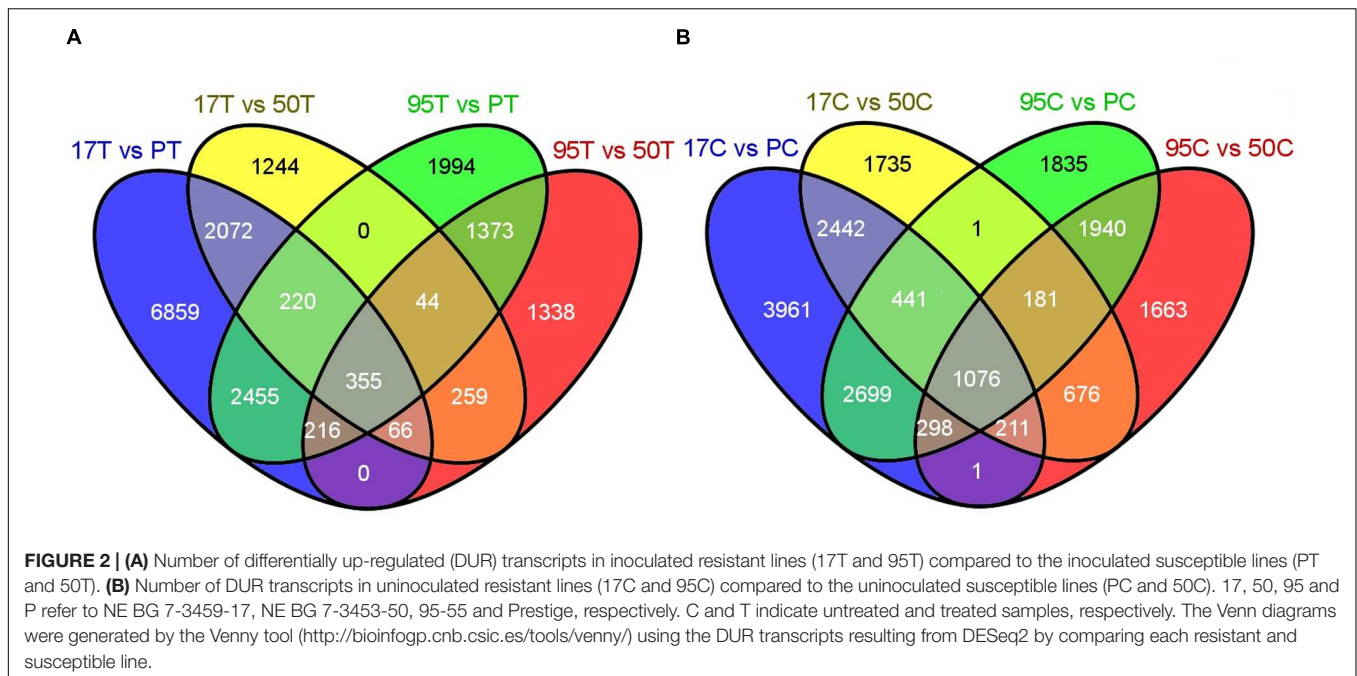 A
B
17T vs 50T
95T vs PT
17C vs 50C
95C vs PC
17T vs PT
95T vs 50T
17C vs PC
95C vs 50C
1244
1994
1735
1835
2072
0
1373
2442
1
1940
6859
220
44
1338
3961
441
181
1663
2455
355
259
2699
1076
676
216
66
298
211
0
1
FIGURE 2 | (A) Number of differentially up-regulated (DUR) transcripts in inoculated resistant lines (17T and 95T) compared to the inoculated susceptible lines (PT
and 50T). (B) Number of DUR transcripts in uninoculated resistant lines (17C and 95C) compared to the uninoculated susceptible lines (PC and 50C). 17, 50, 95 and
P refer to NE BG 7-3459-17, NE BG 7-3453-50, 95-55 and Prestige, respectively. C and T indicate untreated and treated samples, respectively. The Venn diagrams
were generated by the Venny tool (http://bioinfogp.cnb.csic.es/tools/venny/) using the DUR transcripts resulting from DESeq2 by comparing each resistant and
susceptible line.